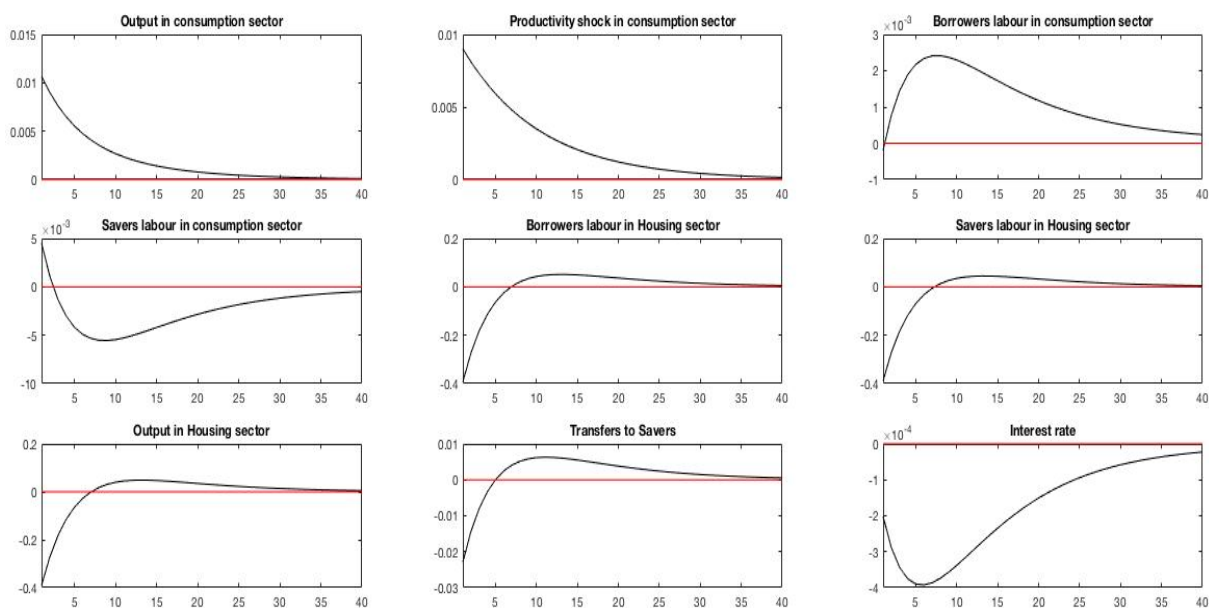 Output in consumption sector
0.015
0.01
0.005
0
5 10 15 20 25 30 35 40
Productivity shock in consumption sector
0.01
0.005
0
5 10 15 20 25 30 35 40
Borrowers labour in consumption sector
×10⁻³
3
2
1
0
-1
5 10 15 20 25 30 35 40
Savers labour in consumption sector
×10⁻³
5
0
-5
-10
5 10 15 20 25 30 35 40
Borrowers labour in Housing sector
0.2
0
-0.2
-0.4
5 10 15 20 25 30 35 40
Savers labour in Housing sector
0.2
0
-0.2
-0.4
5 10 15 20 25 30 35 40
Output in Housing sector
0.2
0
-0.2
-0.4
5 10 15 20 25 30 35 40
Transfers to Savers
0.01
0
-0.01
-0.02
-0.03
5 10 15 20 25 30 35 40
Interest rate
×10⁻⁴
0
-1
-2
-3
-4
5 10 15 20 25 30 35 40